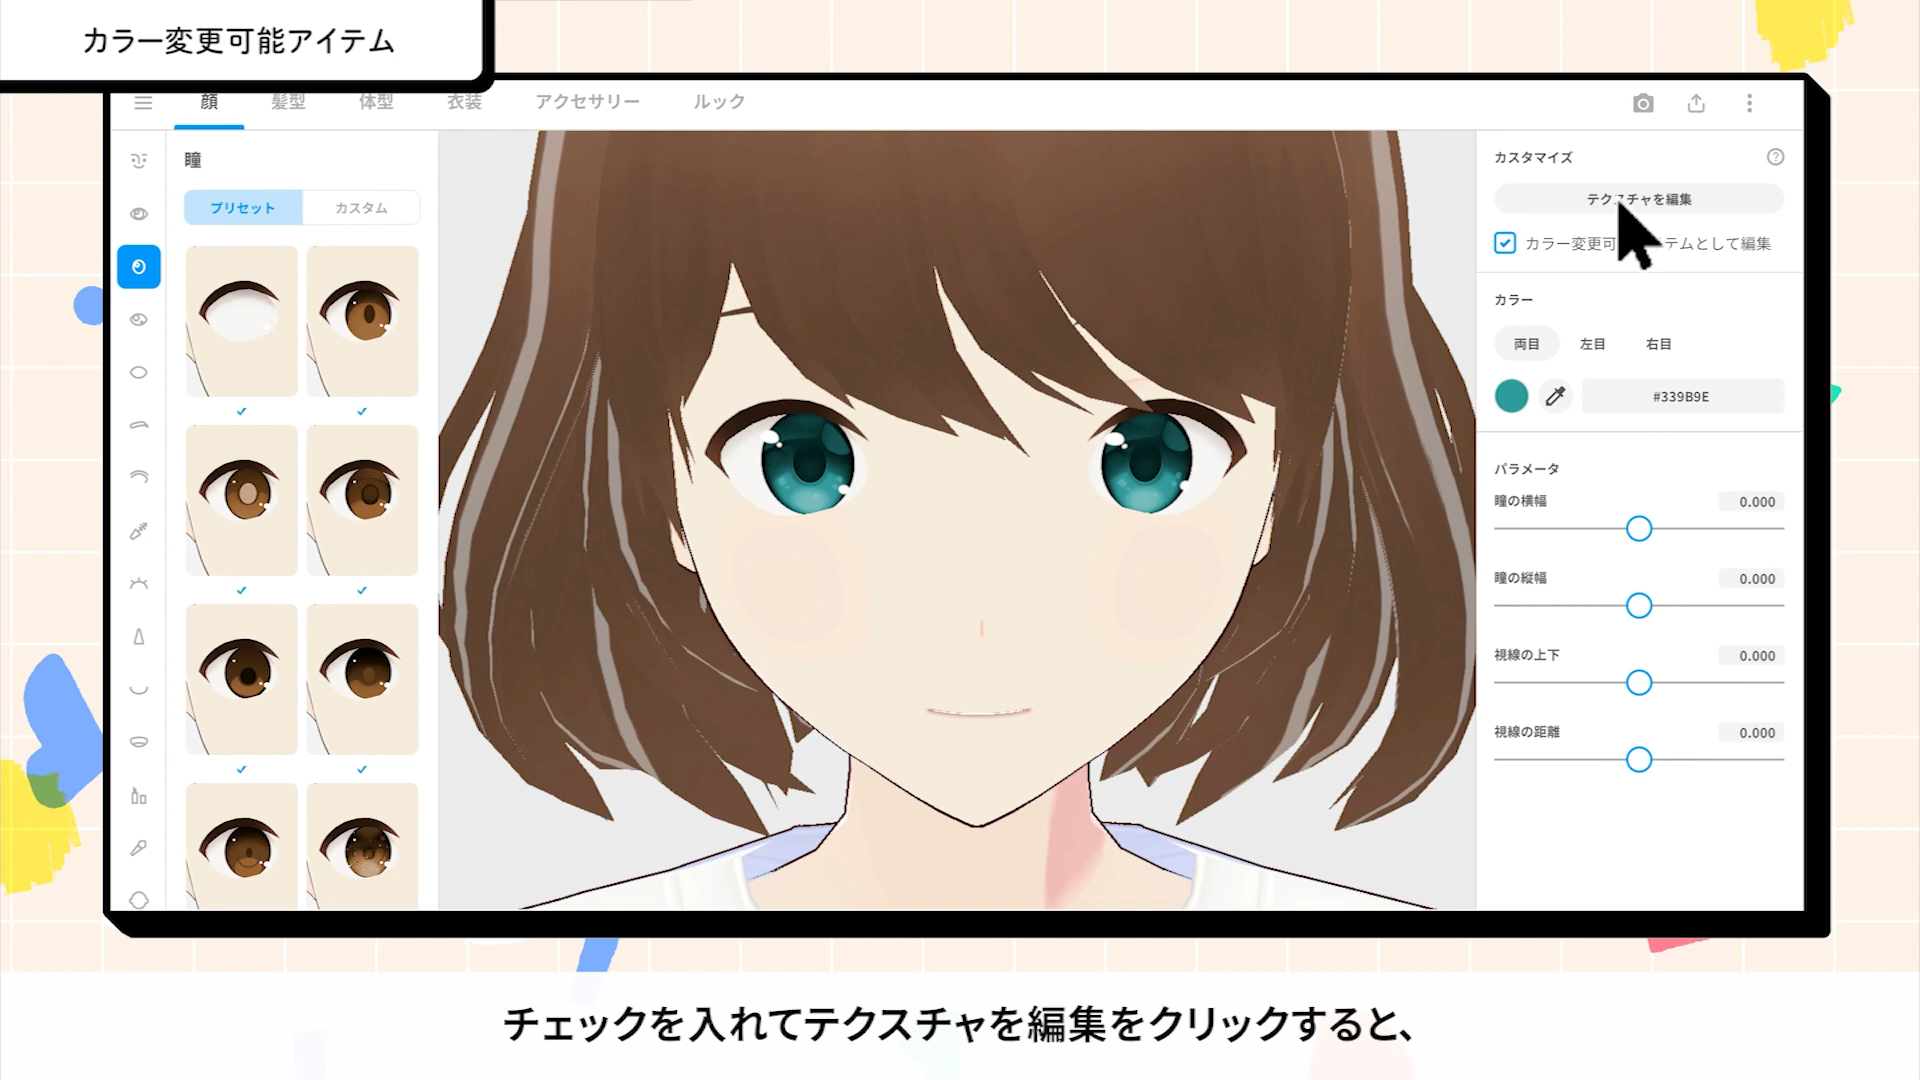 カラー変更可能アイテム
顔 髪型 体型 衣装 アクセサリー ルック
瞳
プリセット カスタム
カスタマイズ
テクスチャを編集
カラー変更可 テムとして編集
カラー
両目 左目 右目
#339B9E
パラメータ
瞳の横幅 0.000
瞳の縦幅 0.000
視線の上下 0.000
視線の距離 0.000
チェックを入れてテクスチャを編集をクリックすると、